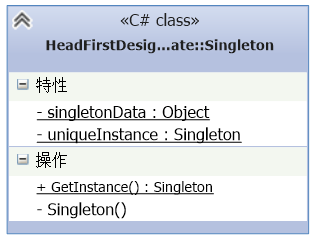 «C# class»
HeadFirstDesig...ate::Singleton
特性
- singletonData : Object
- uniqueInstance : Singleton
操作
+ GetInstance() : Singleton
- Singleton()